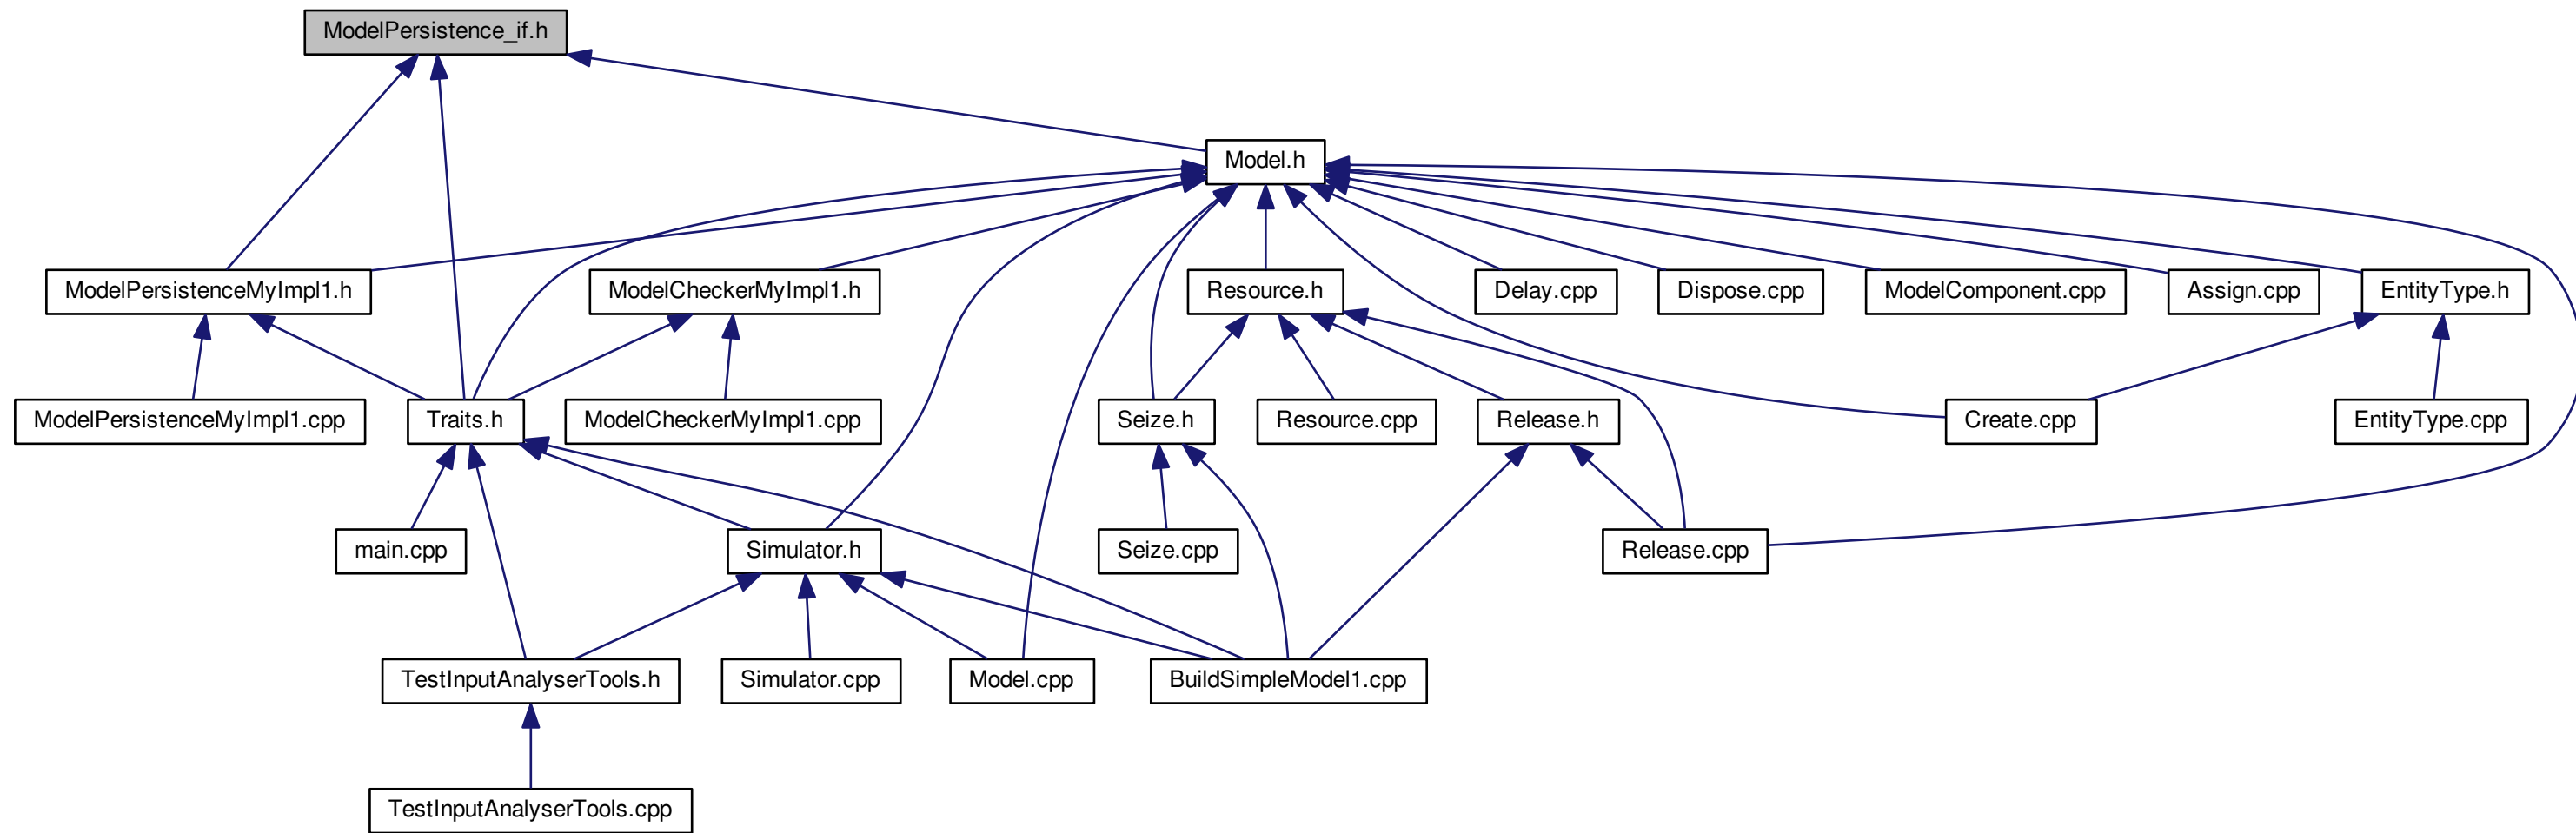 ModelPersistence_if.h
Model.h
ModelPersistenceMyImpl1.h
ModelCheckerMyImpl1.h
Resource.h
Delay.cpp
Dispose.cpp
ModelComponent.cpp
Assign.cpp
EntityType.h
ModelPersistenceMyImpl1.cpp
Traits.h
ModelCheckerMyImpl1.cpp
Seize.h
Resource.cpp
Release.h
Create.cpp
EntityType.cpp
main.cpp
Simulator.h
Seize.cpp
Release.cpp
TestInputAnalyserTools.h
Simulator.cpp
Model.cpp
BuildSimpleModel1.cpp
TestInputAnalyserTools.cpp